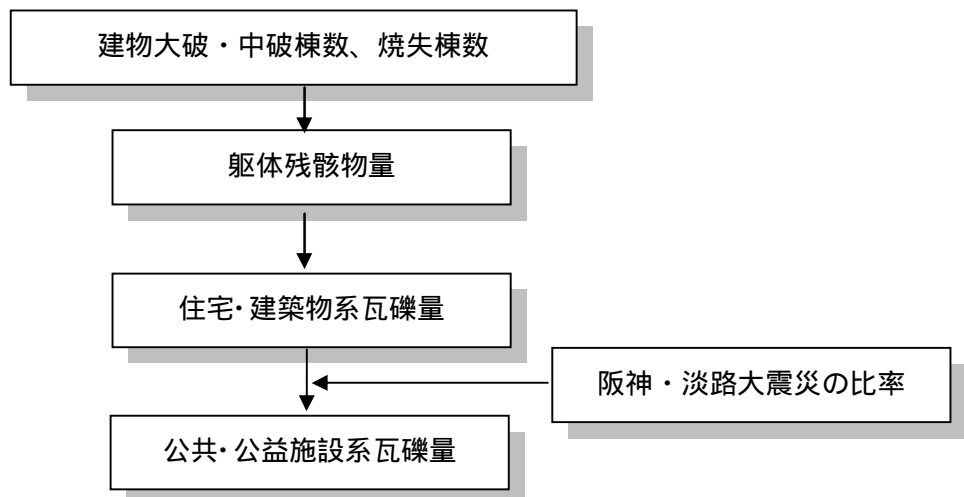 建物大破・中破棟数、焼失棟数
躯体残骸物量
住宅・建築物系瓦礫量
阪神・淡路大震災の比率
公共・公益施設系瓦礫量